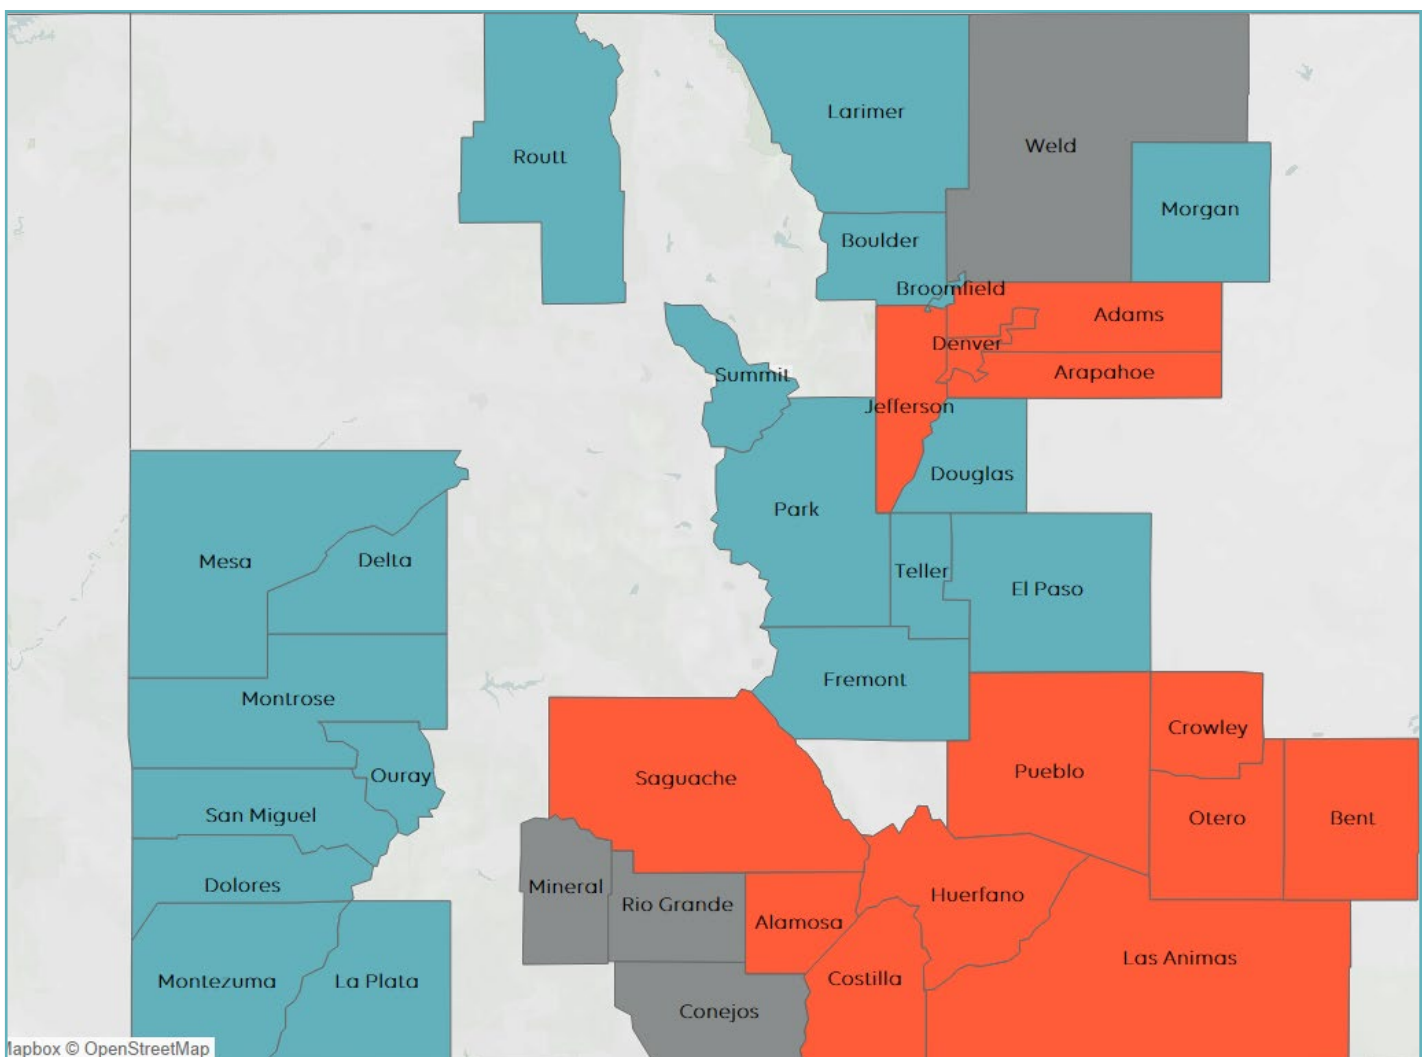 Larimer
Weld
Routt
Morgan
Boulder
Broomfield
Adams
Denver
Arapahoe
Summit
Jefferson
Douglas
Park
Mesa
Delta
Teller
El Paso
Fremont
Montrose
Crowley
Pueblo
Saguache
Ouray
San Miguel
Otero
Bent
Dolores
Mineral
Rio Grande
Huerfano
Alamosa
Las Animas
Costilla
Montezuma
La Plata
Conejos
Mapbox © OpenStreetMap